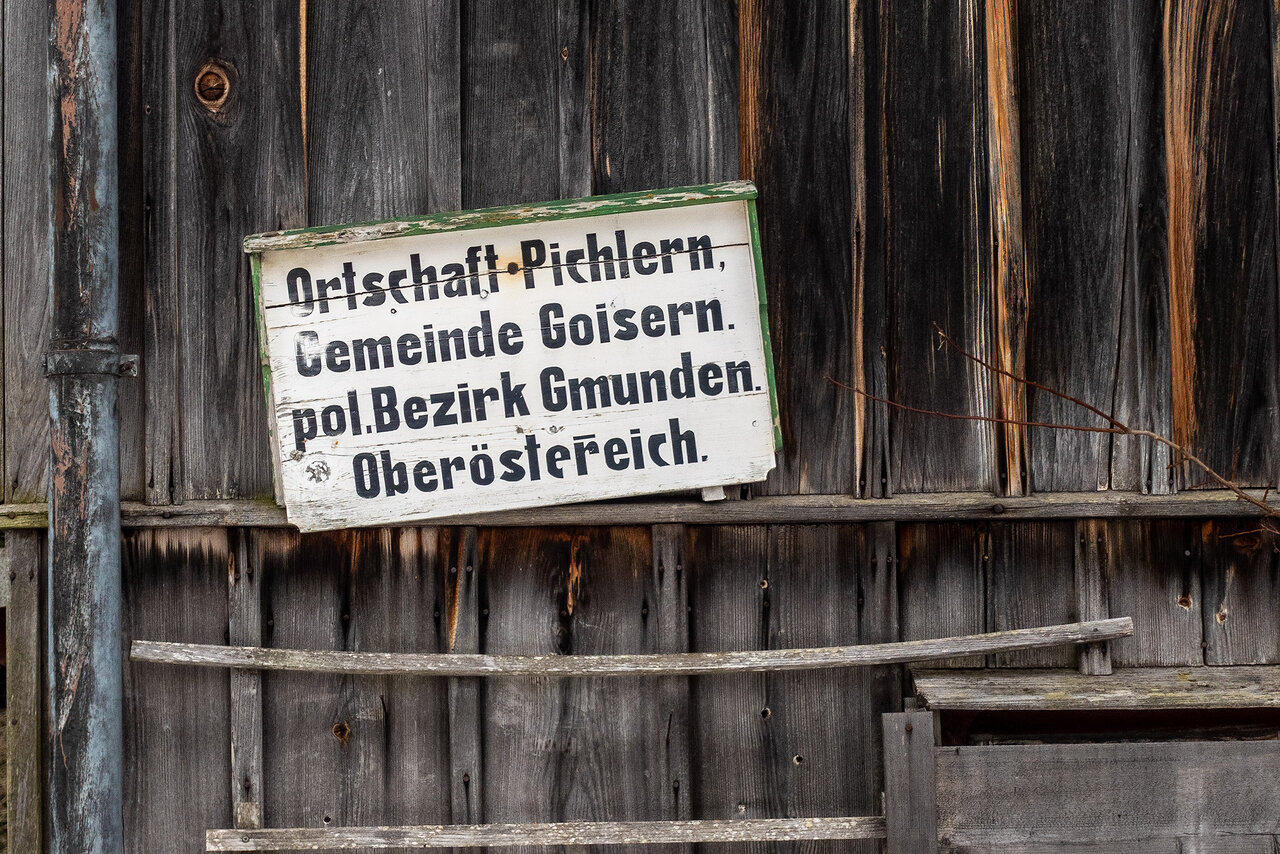 Ortschaft·Pichlern,
Gemeinde Goisern.
pol.Bezirk Gmunden.
Oberösterreich.